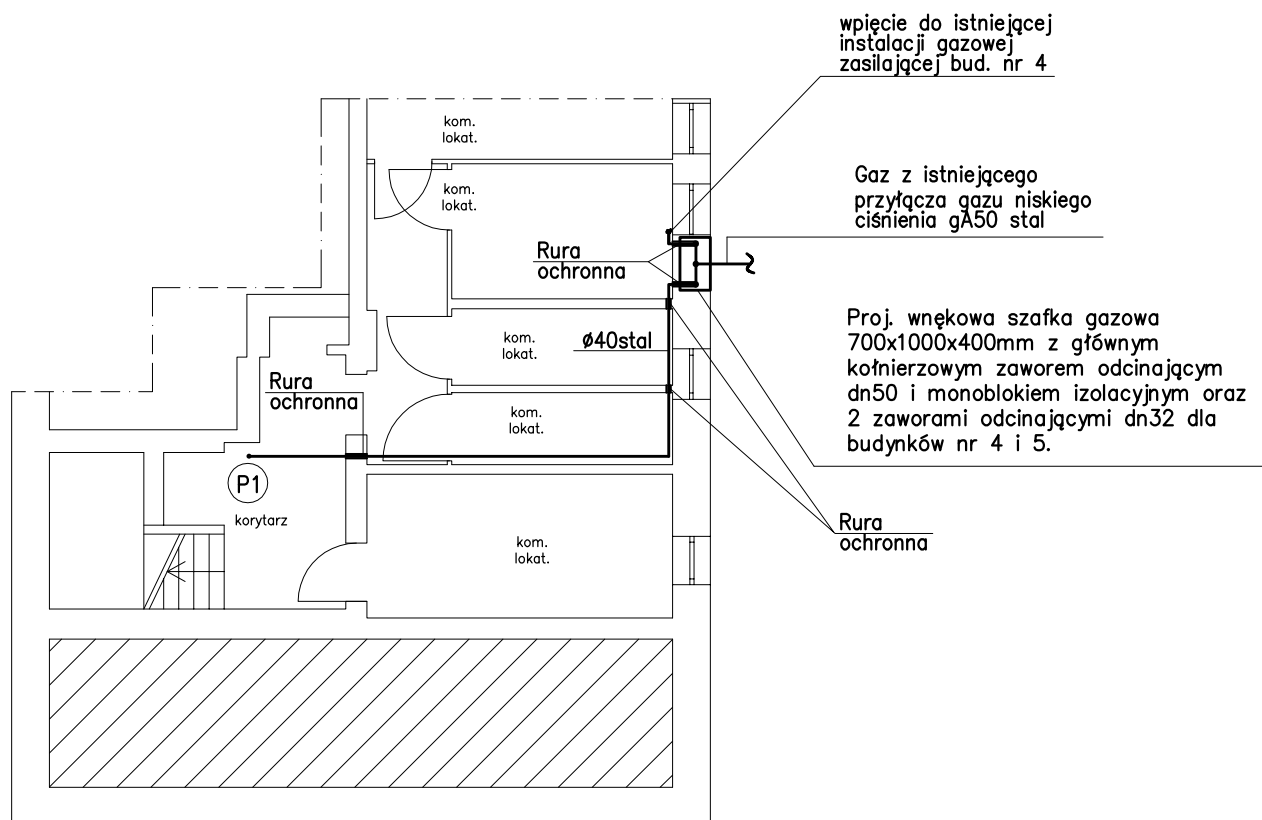 wpięcie do istniejącej
instalacji gazowej
zasilającej bud. nr 4
kom.
lokat.
kom.
lokat.
Gaz z istniejącego
przyłącza gazu niskiego
ciśnienia gA50 stal
Rura
ochronna
Proj. wnękowa szafka gazowa
700x1000x400mm z głównym
kołnierzowym zaworem odcinającym
dn50 i monoblokiem izolacyjnym oraz
2 zaworami odcinającymi dn32 dla
budynków nr 4 i 5.
kom.
lokat.
ø40stal
Rura
ochronna
kom.
lokat.
P1
korytarz
Rura
ochronna
kom.
lokat.